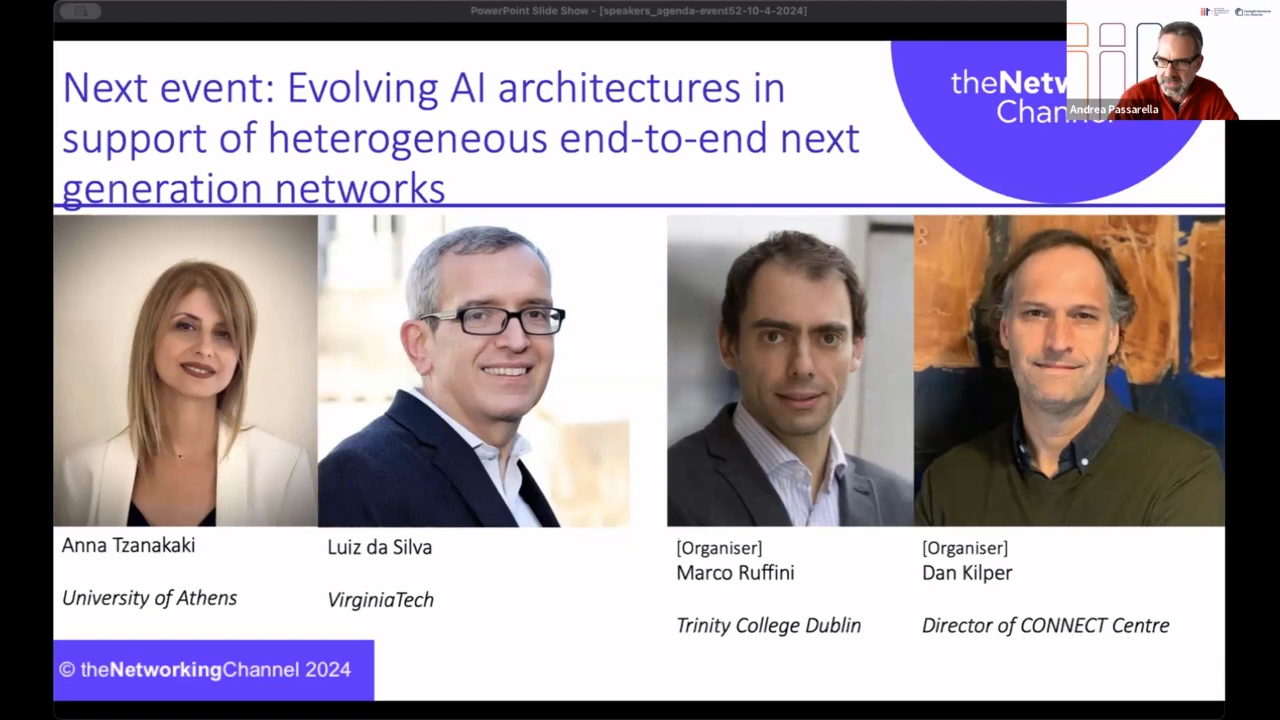 PowerPoint Slide Show - [speakers_agenda-event52-10-4-2024]
Next event: Evolving AI architectures in
support of heterogeneous end-to-end next
generation networks
Andrea Passarella
Anna Tzanakaki
University of Athens
Luiz da Silva
VirginiaTech
[Organiser]
Marco Ruffini
Trinity College Dublin
[Organiser]
Dan Kilper
Director of CONNECT Centre
© theNetworkingChannel 2024